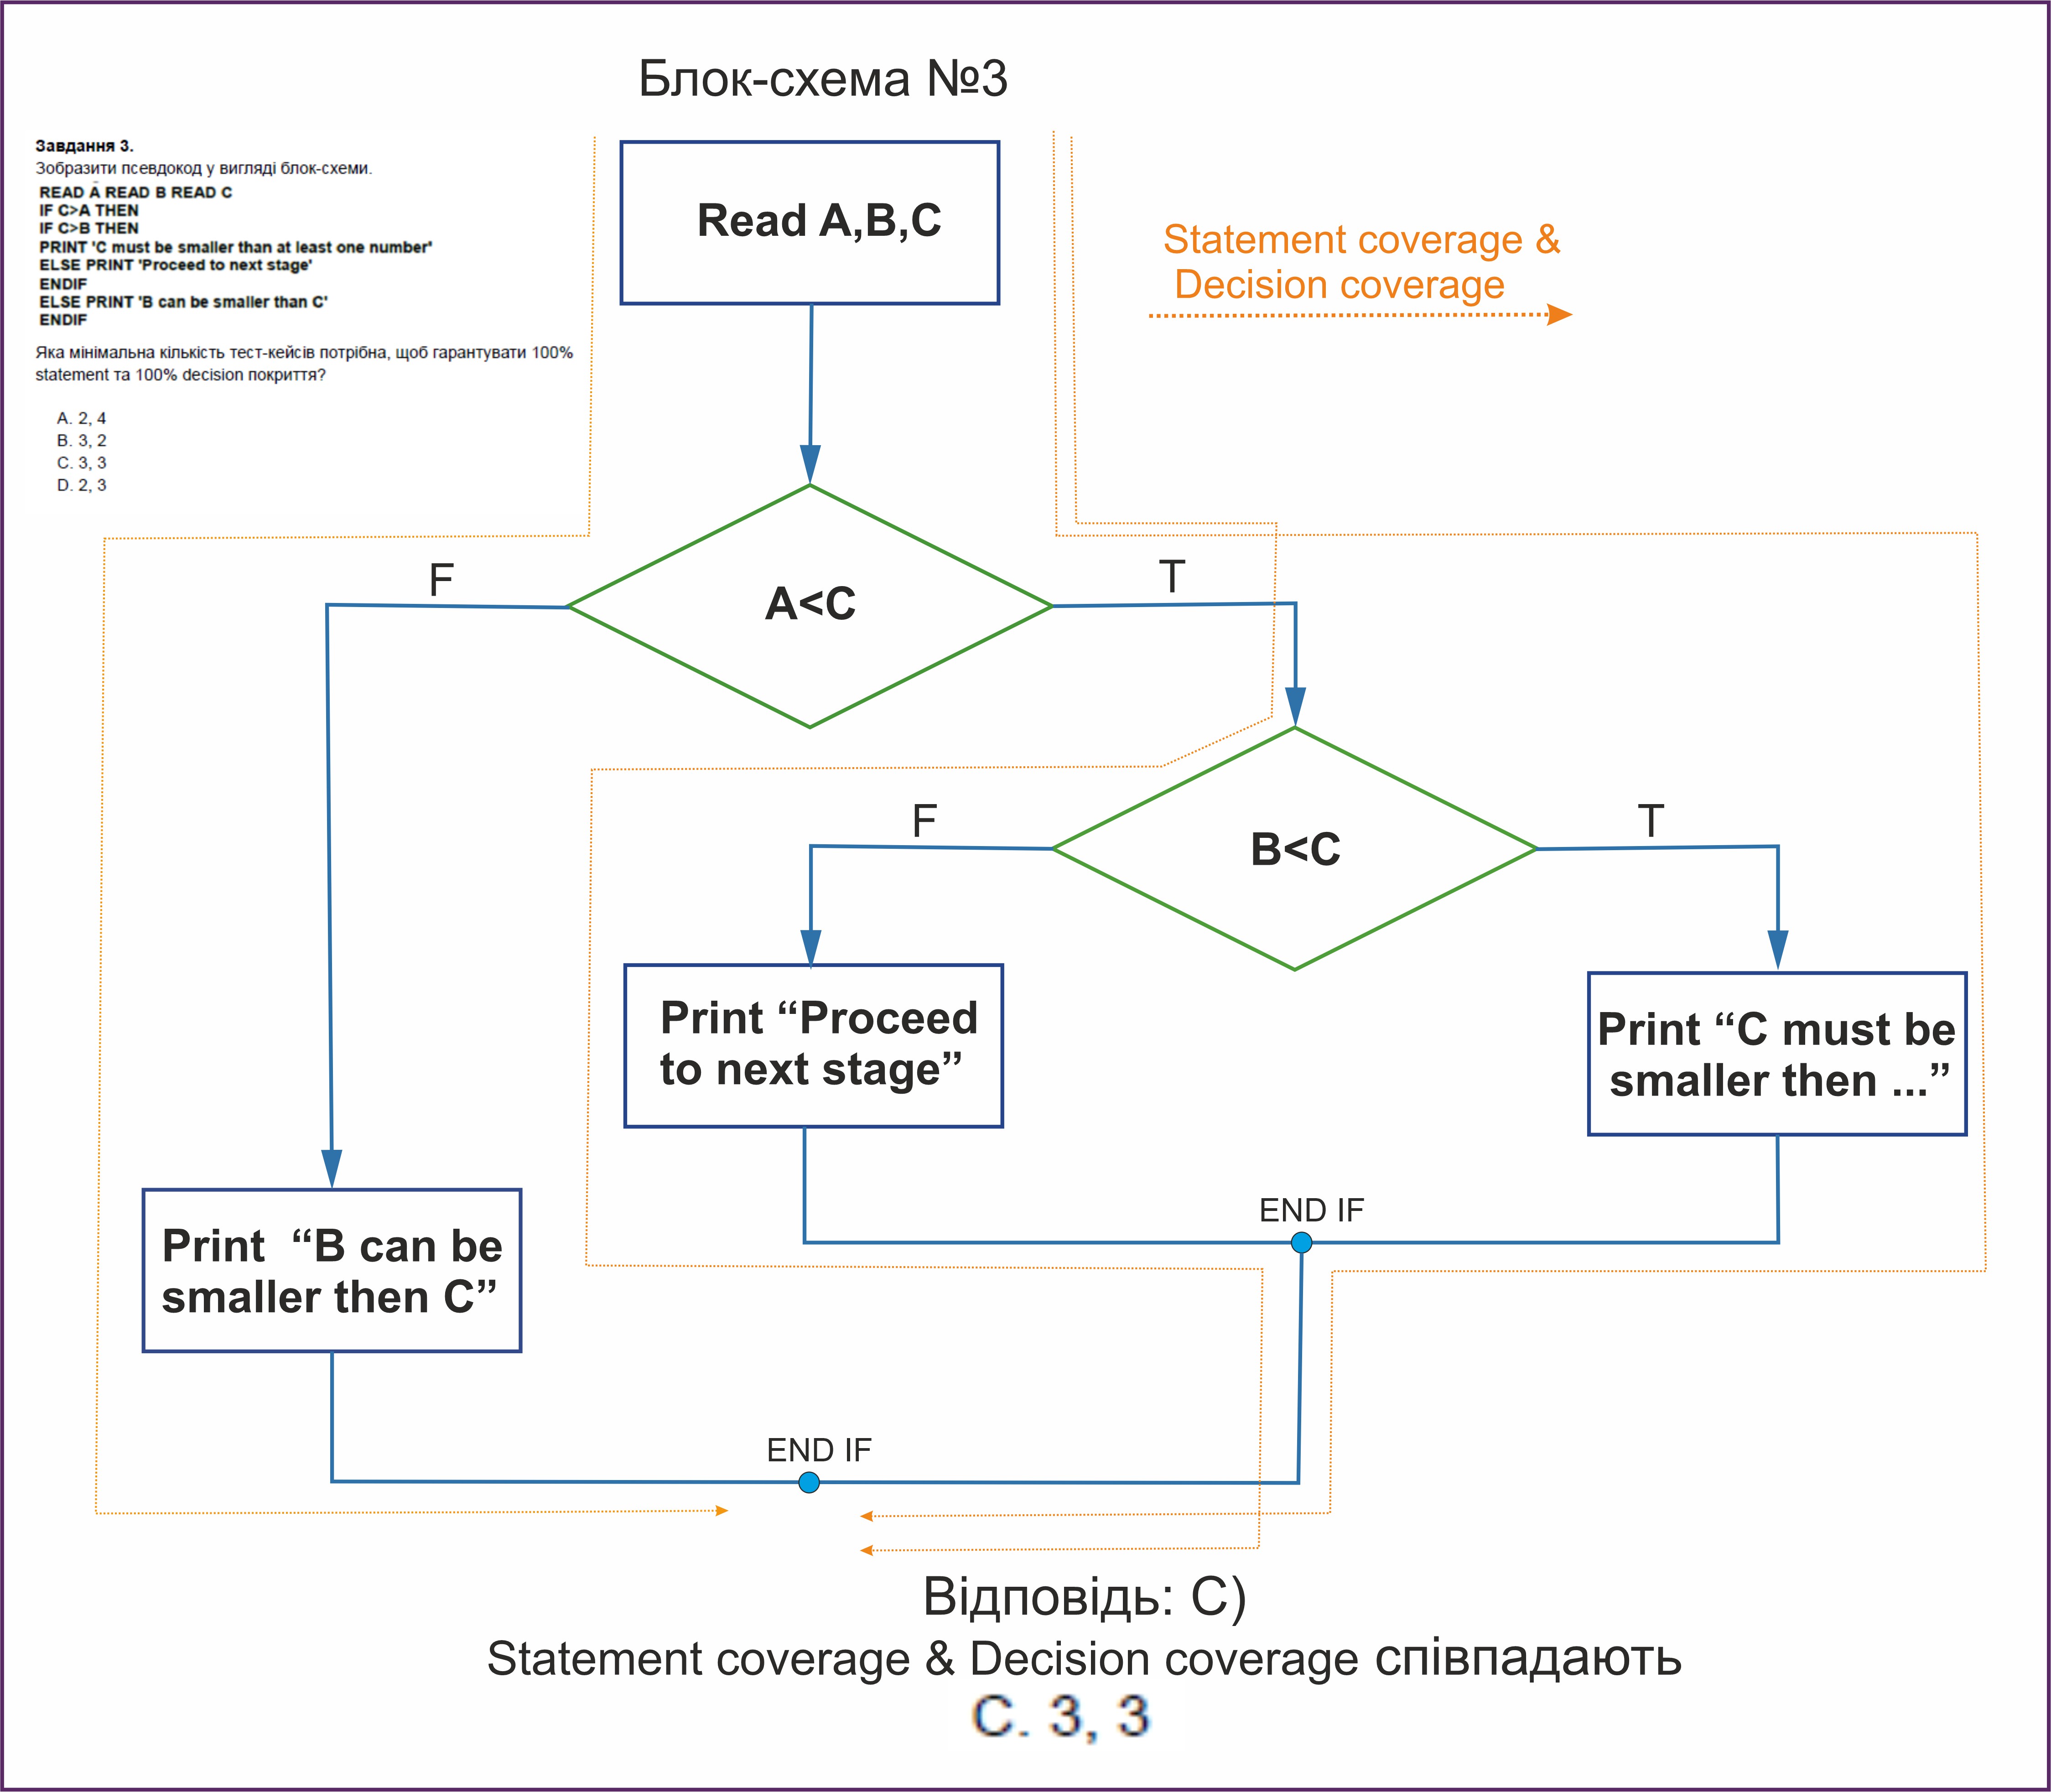 Блок-схема №3
Завдання 3.
Зобразити псевдокод у вигляді блок-схеми.
READ A READ B READ C
IF C>A THEN
IF C>B THEN
PRINT 'C must be smaller than at least one number'
ELSE PRINT 'Proceed to next stage'
ENDIF
ELSE PRINT 'B can be smaller than C'
ENDIF
Яка мінімальна кількість тест-кейсів потрібна, щоб гарантувати 100%
statement та 100% decision покриття?
A. 2, 4
B. 3, 2
C. 3, 3
D. 2, 3
Read A,B,C
Statement coverage &
Decision coverage
F
A<C
T
F
B<C
T
Print “Proceed
to next stage”
Print “C must be
smaller then ...”
Print “B can be
smaller then C”
END IF
END IF
Відповідь: C)
Statement coverage & Decision coverage співпадають
C. 3, 3